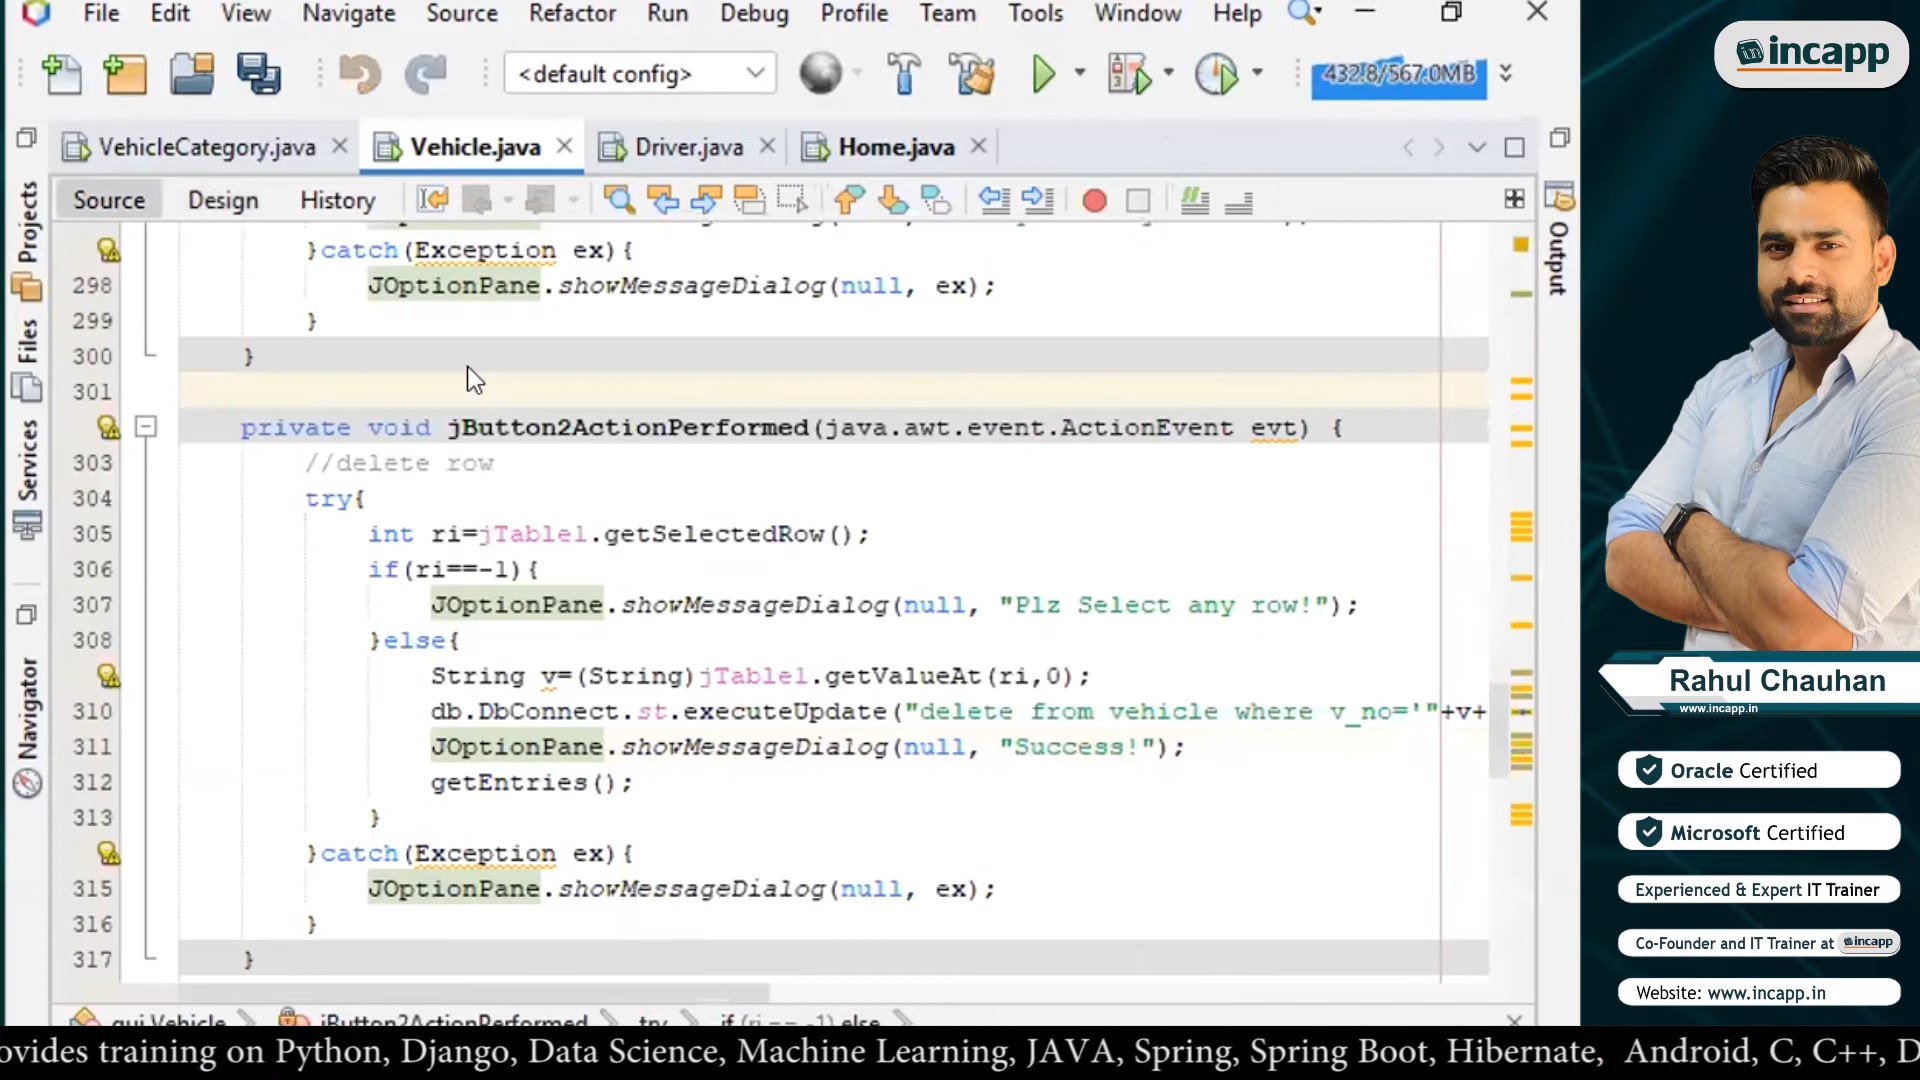 File Edit View Navigate Source Refactor Run Debug Profile Team Tools Window Help
<default config>
432.8/567.0MB
VehicleCategory.java
Vehicle.java
Driver.java
Home.java
Source Design History
Projects
Files
Services
Navigator
Output
}catch(Exception ex){
298 JOptionPane.showMessageDialog(null, ex);
299 }
300 }
301
private void jButton2ActionPerformed(java.awt.event.ActionEvent evt) {
303 //delete row
304 try{
305 int ri=jTable1.getSelectedRow();
306 if(ri==-1){
307 JOptionPane.showMessageDialog(null, "Plz Select any row!");
308 }else{
String v=(String)jTable1.getValueAt(ri,0);
310 db.DbConnect.st.executeUpdate("delete from vehicle where v_no='"+v+
311 JOptionPane.showMessageDialog(null, "Success!");
312 getEntries();
313 }
}catch(Exception ex){
315 JOptionPane.showMessageDialog(null, ex);
316 }
317 }
gui.Vehicle jButton2ActionPerformed try if (ri == -1) else
incapp
Rahul Chauhan
www.incapp.in
Oracle Certified
Microsoft Certified
Experienced & Expert IT Trainer
Co-Founder and IT Trainer at incapp
Website: www.incapp.in
ovides training on Python, Django, Data Science, Machine Learning, JAVA, Spring, Spring Boot, Hibernate, Android, C, C++, D